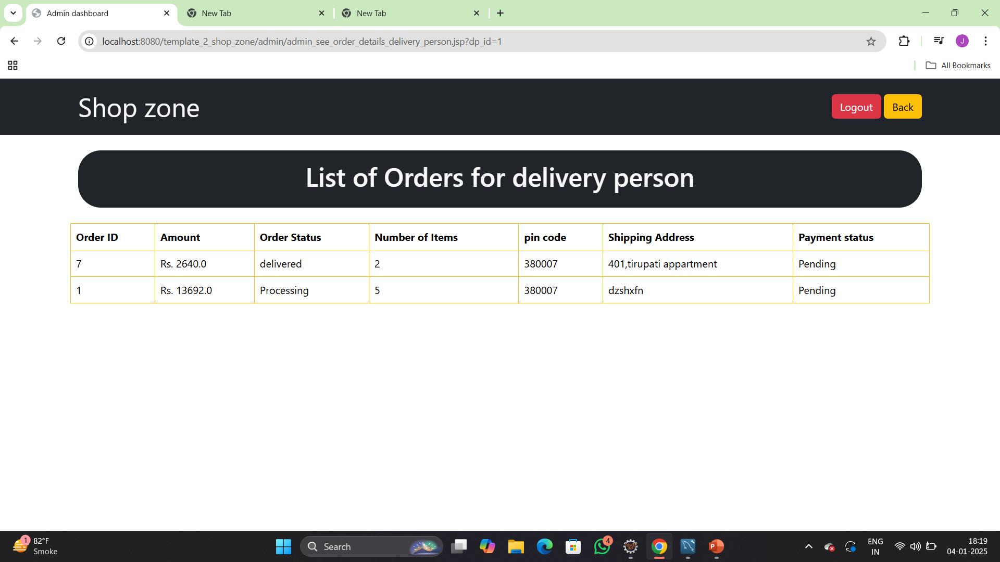 Admin dashboard New Tab New Tab
localhost:8080/template_2_shop_zone/admin/admin_see_order_details_delivery_person.jsp?dp_id=1 J
All Bookmarks
Shop zone Logout Back
List of Orders for delivery person
Order ID Amount Order Status Number of Items pin code Shipping Address Payment status
7 Rs. 2640.0 delivered 2 380007 401,tirupati appartment Pending
1 Rs. 13692.0 Processing 5 380007 dzshxfn Pending
1 82°F
Smoke
Search
4
P
ENG
IN
18:19
04-01-2025